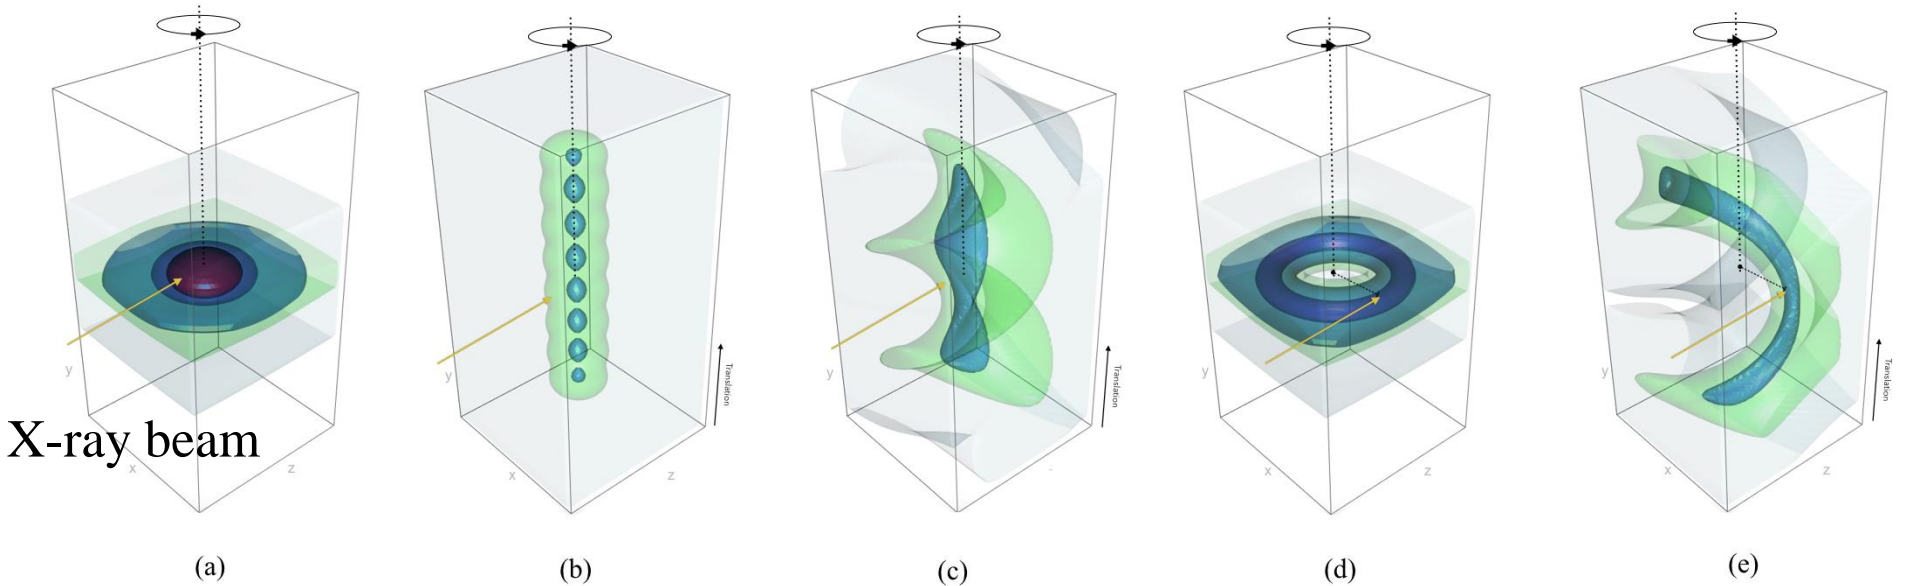 y
X-ray beam
x
z
(a)
y
x
z
Translation
(b)
y
Translation
(c)
y
x
z
(d)
y
x
z
Translation
(e)